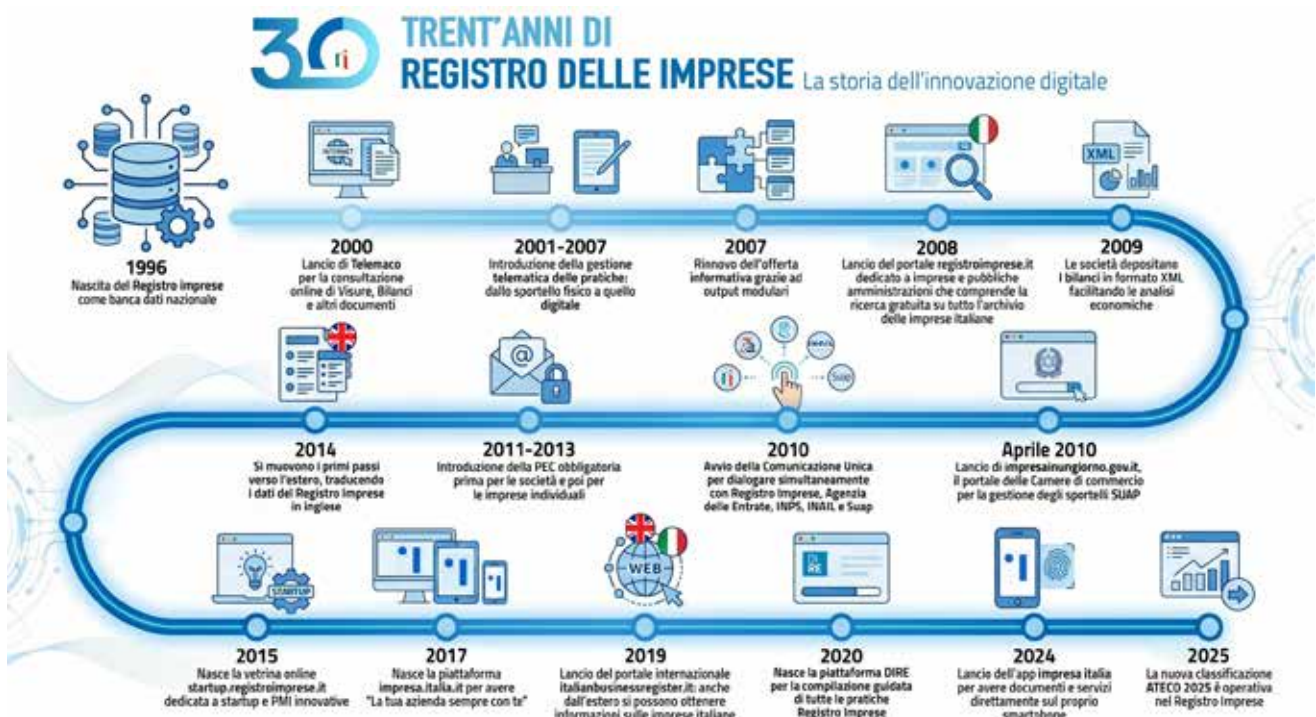 30
TRENT'ANNI DI
REGISTRO DELLE IMPRESE La storia dell'innovazione digitale
INTERNET
XML
1996
Nascita del Registro imprese
come banca dati nazionale
2000
Lancio di Telemaco
per la consultazione
online di Visure, Bilanci
e altri documenti
2001-2007
Introduzione della gestione
telematica delle pratiche:
dallo sportello fisico a quello
digitale
2007
Rinnovo dell'offerta
informativa grazie ad
output modulari
2008
Lancio del portale registroimprese.it
dedicato a imprese e pubbliche
amministrazioni che comprende la
ricerca gratuita su tutto l'archivio
delle imprese italiane
2009
Le società depositano
i bilanci in formato XML
facilitando le analisi
economiche
@
Suap
Aprile 2010
Lancio di impresainungiorno.gov.it,
il portale delle Camere di commercio
per la gestione degli sportelli SUAP
2010
Avvio della Comunicazione Unica
per dialogare simultaneamente
con Registro Imprese, Agenzia
delle Entrate, INPS, INAIL e Suap
2011-2013
Introduzione della PEC obbligatoria
prima per le società e poi per
le imprese individuali
2014
Si muovono i primi passi
verso l'estero, traducendo
i dati del Registro Imprese
in inglese
STARTUP
WEB
2015
Nasce la vetrina online
startup.registroimprese.it
dedicata a startup e PMI innovative
2017
Nasce la piattaforma
impresa.italia.it per avere
"La tua azienda sempre con te"
2019
Lancio del portale internazionale
italianbusinessregister.it: anche
dall'estero si possono ottenere
informazioni sulle imprese italiane
2020
Nasce la piattaforma DIRE
per la compilazione guidata
di tutte le pratiche
Registro Imprese
2024
Lancio dell'app impresa italia
per avere documenti e servizi
direttamente sul proprio
smartphone
2025
La nuova classificazione
ATECO 2025 è operativa
nel Registro Imprese